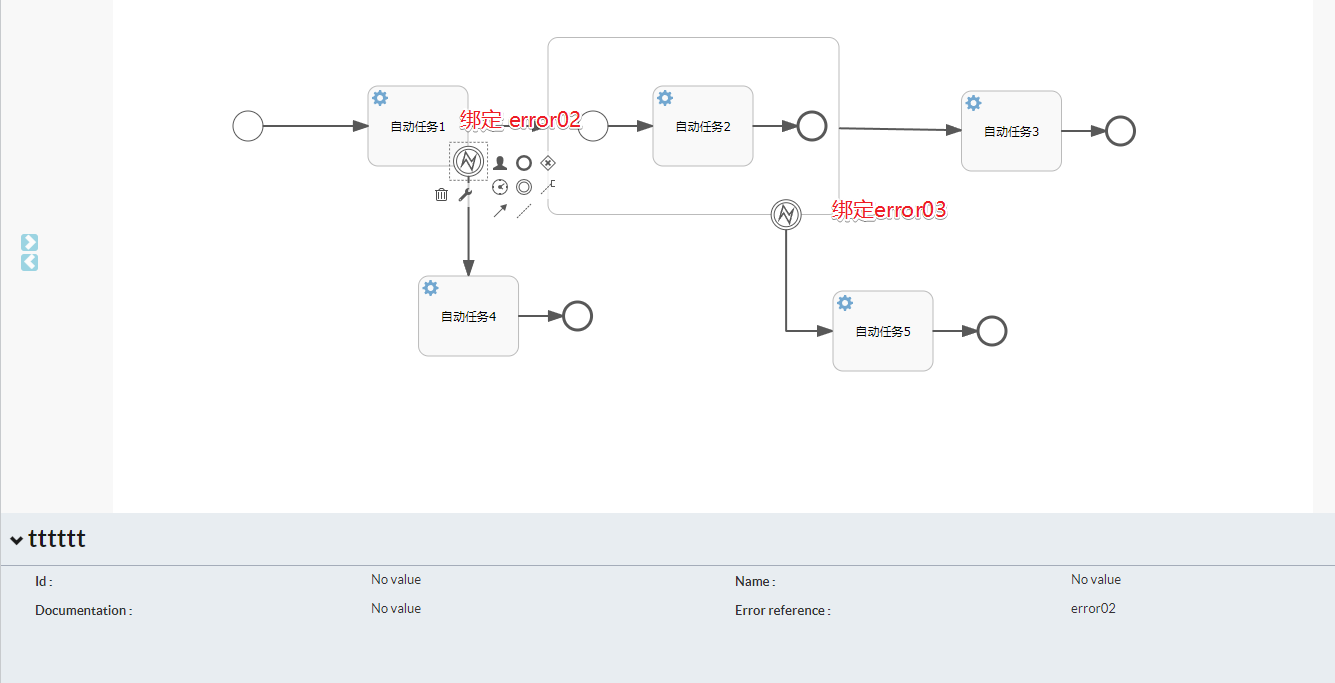 自动任务1
绑定 error02
自动任务2
自动任务3
绑定error03
自动任务4
自动任务5
tttttt
Id :
No value
Name :
No value
Documentation :
No value
Error reference :
error02